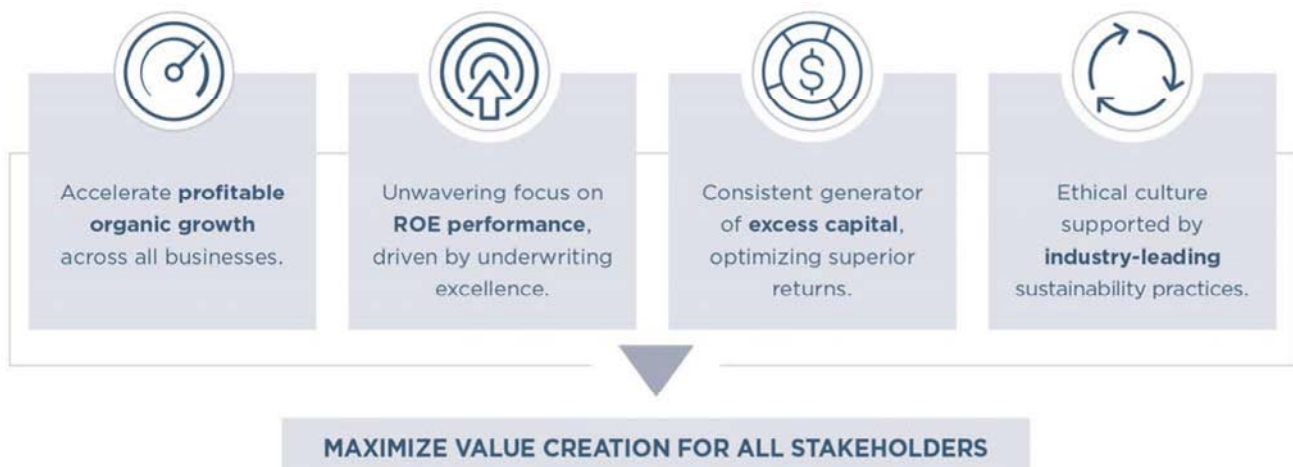 Accelerate profitable
organic growth
across all businesses.
Unwavering focus on
ROE performance,
driven by underwriting
excellence.
$
Consistent generator
of excess capital,
optimizing superior
returns.
Ethical culture
supported by
industry-leading
sustainability practices.
MAXIMIZE VALUE CREATION FOR ALL STAKEHOLDERS